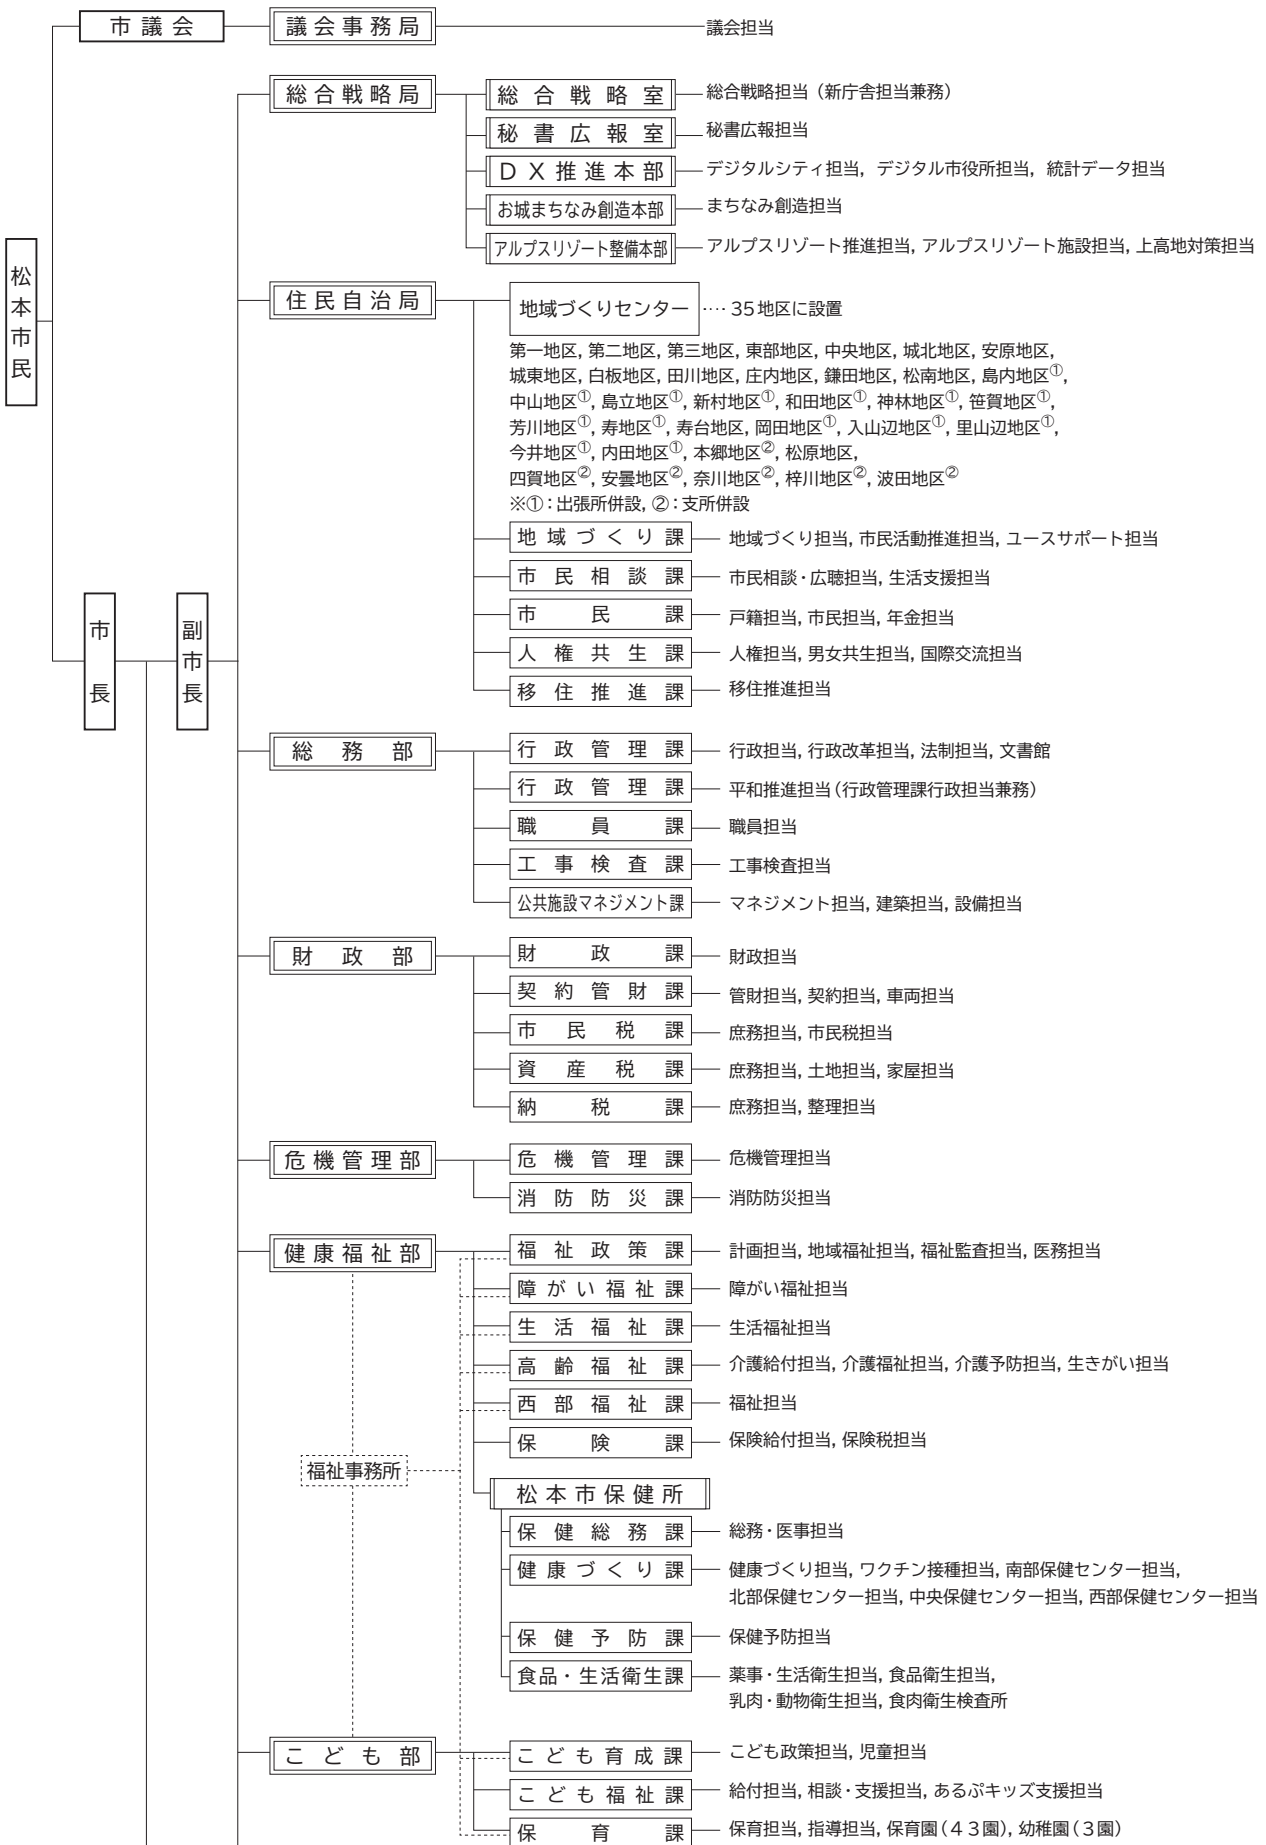 市議会
議会事務局
議会担当
総合戦略局
総合戦略室
総合戦略担当（新庁舎担当兼務）
秘書広報室
秘書広報担当
ＤＸ推進本部
デジタルシティ担当，デジタル市役所担当，統計データ担当
お城まちなみ創造本部
まちなみ創造担当
アルプスリゾート整備本部
アルプスリゾート推進担当，アルプスリゾート施設担当，上高地対策担当
松本市民
住民自治局
地域づくりセンター
‥‥ 35地区に設置
第一地区，第二地区，第三地区，東部地区，中央地区，城北地区，安原地区，
城東地区，白板地区，田川地区，庄内地区，鎌田地区，松南地区，島内地区①，
中山地区①，島立地区①，新村地区①，和田地区①，神林地区①，笹賀地区①，
芳川地区①，寿地区①，寿台地区，岡田地区①，入山辺地区①，里山辺地区①，
今井地区①，内田地区①，本郷地区②，松原地区，
四賀地区②，安曇地区②，奈川地区②，梓川地区②，波田地区②
※①：出張所併設，②：支所併設
地域づくり課
地域づくり担当，市民活動推進担当，ユースサポート担当
市民相談課
市民相談・広聴担当，生活支援担当
市民課
戸籍担当，市民担当，年金担当
市長
副市長
人権共生課
人権担当，男女共生担当，国際交流担当
移住推進課
移住推進担当
総務部
行政管理課
行政担当，行政改革担当，法制担当，文書館
行政管理課
平和推進担当（行政管理課行政担当兼務）
職員課
職員担当
工事検査課
工事検査担当
公共施設マネジメント課
マネジメント担当，建築担当，設備担当
財政部
財政課
財政担当
契約管財課
管財担当，契約担当，車両担当
市民税課
庶務担当，市民税担当
資産税課
庶務担当，土地担当，家屋担当
納税課
庶務担当，整理担当
危機管理部
危機管理課
危機管理担当
消防防災課
消防防災担当
健康福祉部
福祉政策課
計画担当，地域福祉担当，福祉監査担当，医務担当
障がい福祉課
障がい福祉担当
生活福祉課
生活福祉担当
高齢福祉課
介護給付担当，介護福祉担当，介護予防担当，生きがい担当
西部福祉課
福祉担当
保険課
保険給付担当，保険税担当
福祉事務所
松本市保健所
保健総務課
総務・医事担当
健康づくり課
健康づくり担当，ワクチン接種担当，南部保健センター担当，
北部保健センター担当，中央保健センター担当，西部保健センター担当
保健予防課
保健予防担当
食品・生活衛生課
薬事・生活衛生担当，食品衛生担当，
乳肉・動物衛生担当，食肉衛生検査所
こども部
こども育成課
こども政策担当，児童担当
こども福祉課
給付担当，相談・支援担当，あるぷキッズ支援担当
保育課
保育担当，指導担当，保育園（４３園），幼稚園（３園）